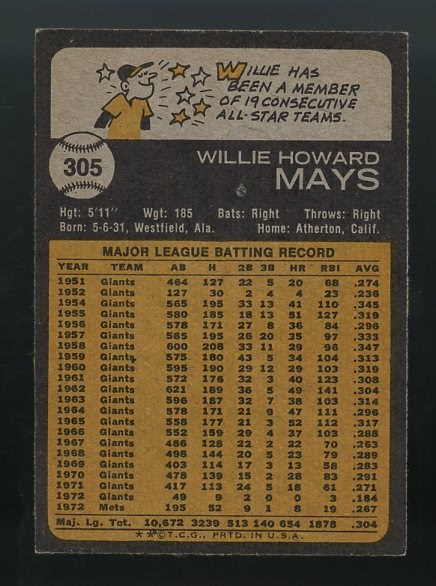 WILLIE HAS
BEEN A MEMBER
OF 19 CONSECUTIVE
ALL-STAR TEAMS.
305
WILLIE HOWARD
MAYS
Hgt: 5'11" Wgt: 185 Bats: Right Throws: Right
Born: 5-6-31, Westfield, Ala. Home: Atherton, Calif.
MAJOR LEAGUE BATTING RECORD
YEAR TEAM AB H 2B 3B HR RBI AVG
1951 Giants 464 127 22 5 20 68 .274
1952 Giants 127 30 2 4 4 23 .236
1954 Giants 565 195 33 13 41 110 .345
1955 Giants 580 185 18 13 51 127 .319
1956 Giants 578 171 27 8 36 84 .296
1957 Giants 585 195 26 20 35 97 .333
1958 Giants 600 208 33 11 29 96 .347
1959 Giants 575 180 43 5 34 104 .313
1960 Giants 595 190 29 12 29 103 .319
1961 Giants 572 176 32 3 40 123 .308
1962 Giants 621 189 36 5 49 141 .304
1963 Giants 596 187 32 7 38 103 .314
1964 Giants 578 171 21 9 47 111 .296
1965 Giants 558 177 21 3 52 112 .317
1966 Giants 552 159 29 4 37 103 .288
1967 Giants 486 128 22 2 22 70 .263
1968 Giants 498 144 20 5 23 79 .289
1969 Giants 403 114 17 3 13 58 .283
1970 Giants 478 139 15 2 28 83 .291
1971 Giants 417 113 24 5 18 61 .271
1972 Giants 49 9 2 0 0 3 .184
1972 Mets 195 52 9 1 8 19 .267
Maj. Lg. Tot. 10,672 3239 513 140 654 1878 .304
**©T.C.G., PRTD. IN U.S.A.